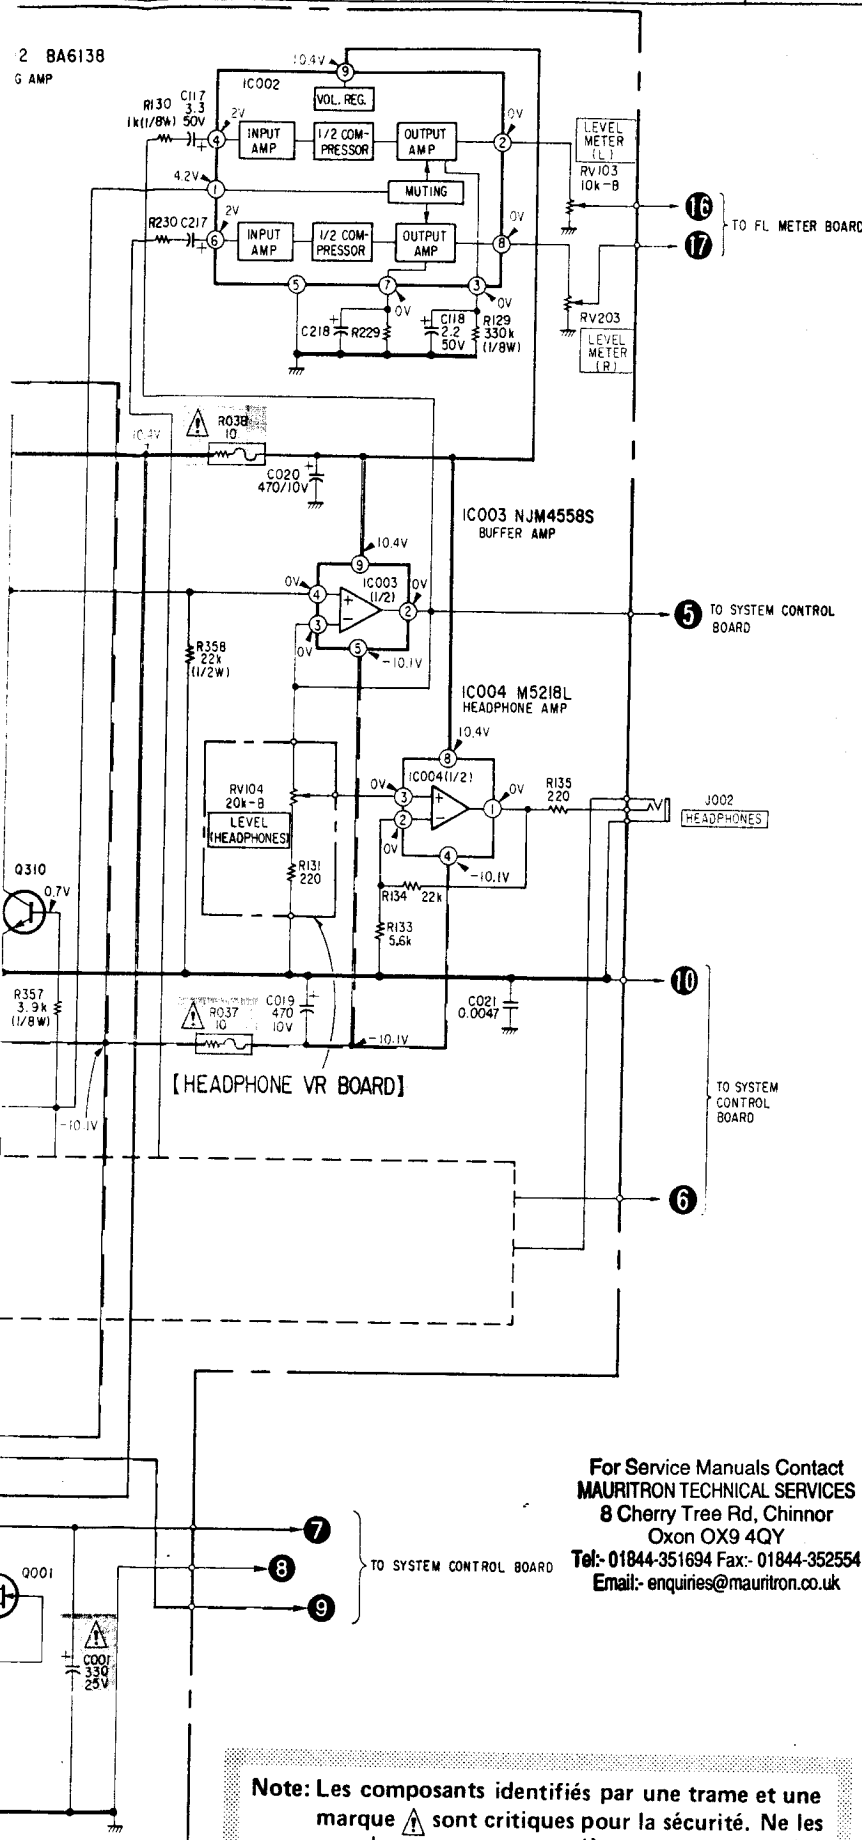 2 BA6138
G AMP
10.4V
9
IC002
VOL. REG.
R130
1k(1/8W)
C117
3.3
50V
2V
4
INPUT
AMP
1/2 COM-
PRESSOR
OUTPUT
AMP
0V
2
LEVEL
METER
(L)
RV103
10k-B
4.2V
1
MUTING
16
17
TO FL METER BOARD
R230 C217
2V
6
INPUT
AMP
1/2 COM-
PRESSOR
OUTPUT
AMP
0V
8
5
7
3
0V
0V
C218
R229
C118
2.2
50V
R129
330k
(1/8W)
RV203
LEVEL
METER
(R)
10.4V
R038
10
C020
470/10V
IC003 NJM4558S
BUFFER AMP
10.4V
9
0V
4
IC003
(1/2)
0V
2
3
0V
5
-10.1V
5
TO SYSTEM CONTROL
BOARD
R358
22k
(1/2W)
IC004 M5218L
HEADPHONE AMP
10.4V
8
IC004(1/2)
RV104
20k-B
LEVEL
(HEADPHONES)
0V
3
2
0V
0V
1
R135
220
J002
HEADPHONES
4
-10.1V
R131
220
R134 22k
R133
5.6k
Q310
0.7V
10
R357
3.9k
(1/8W)
R037
10
C019
470
10V
C021
0.0047
-10.1V
[HEADPHONE VR BOARD]
-10.1V
TO SYSTEM
CONTROL
BOARD
6
For Service Manuals Contact
MAURITRON TECHNICAL SERVICES
8 Cherry Tree Rd, Chinnor
Oxon OX9 4QY
Tel:- 01844-351694 Fax:- 01844-352554
Email:- enquiries@mauritron.co.uk
7
8
9
TO SYSTEM CONTROL BOARD
Q001
C001
330
25V
Note: Les composants identifiés par une trame et une
marque ⚠ sont critiques pour la sécurité. Ne les